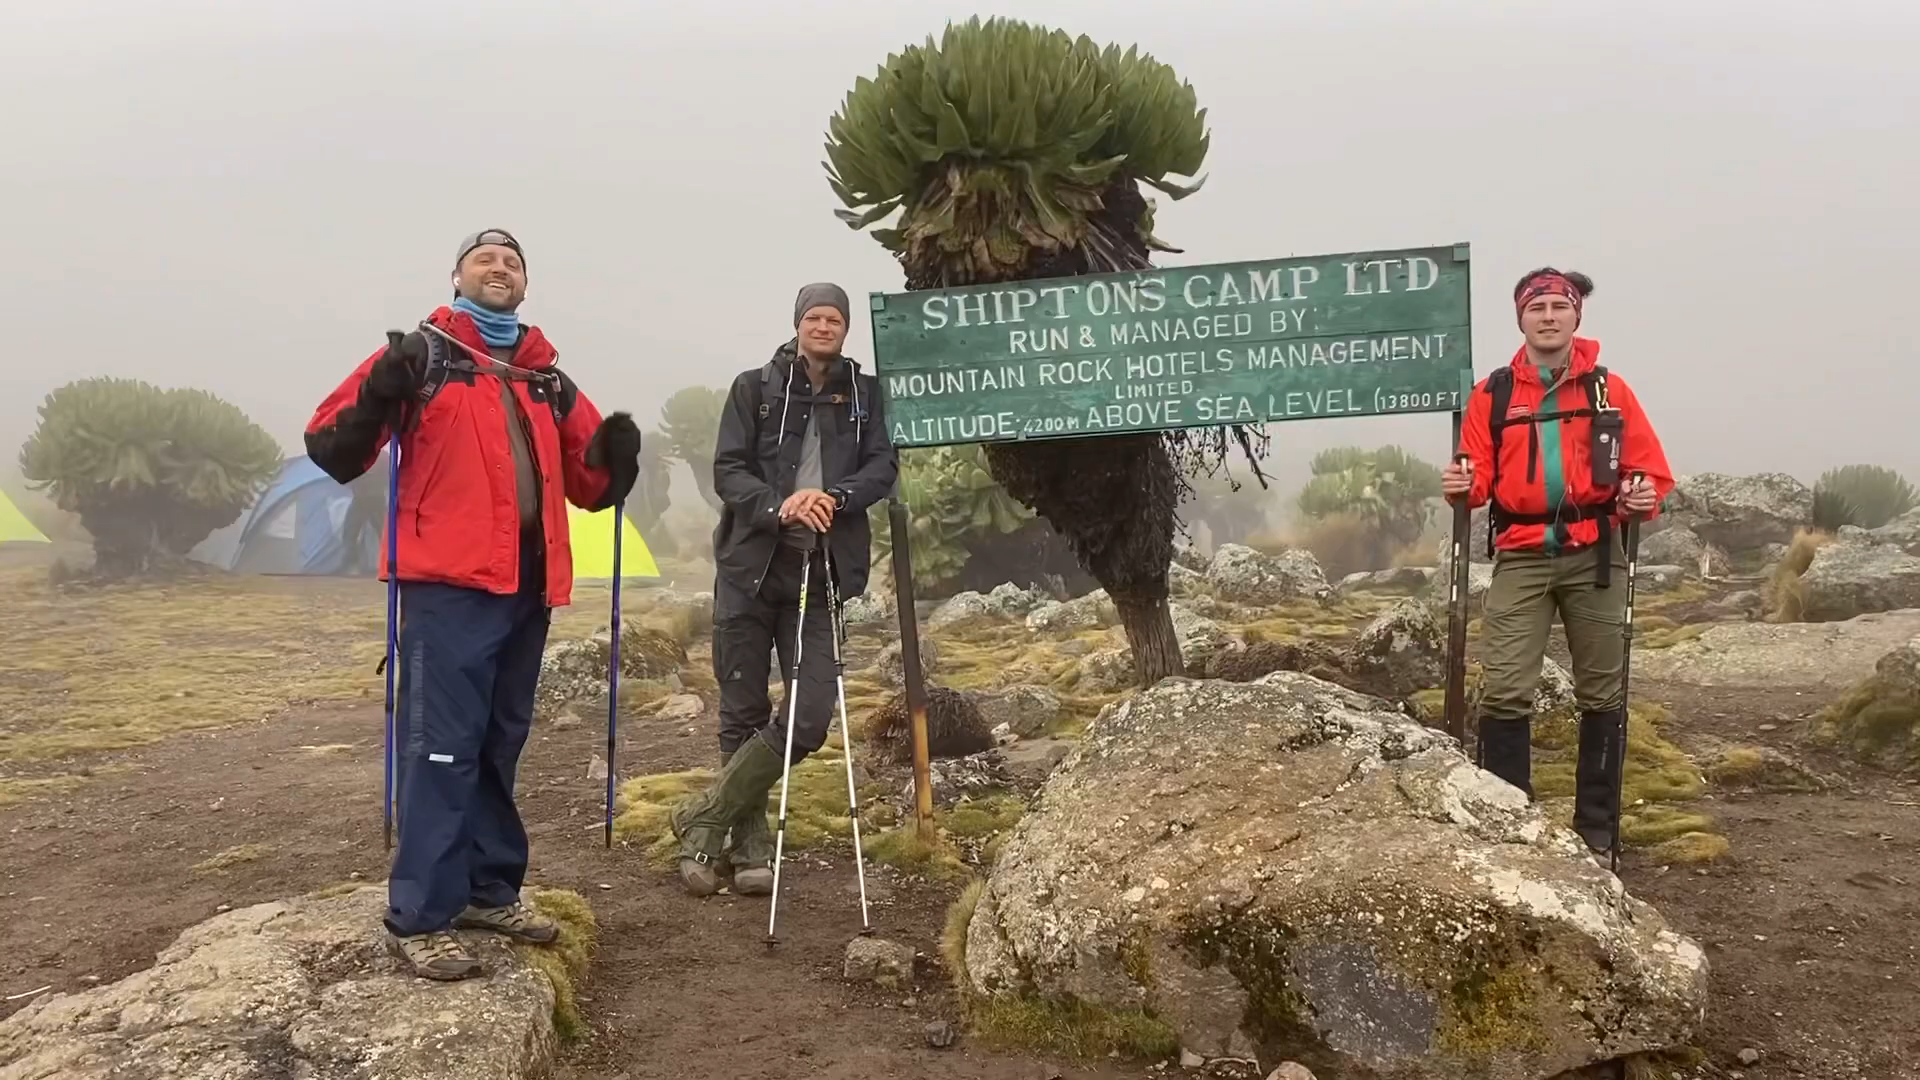 SHIPTONS CAMP LTD
RUN & MANAGED BY:
MOUNTAIN ROCK HOTELS MANAGEMENT
LIMITED.
ALTITUDE: 4200M ABOVE SEA LEVEL (13800 FT